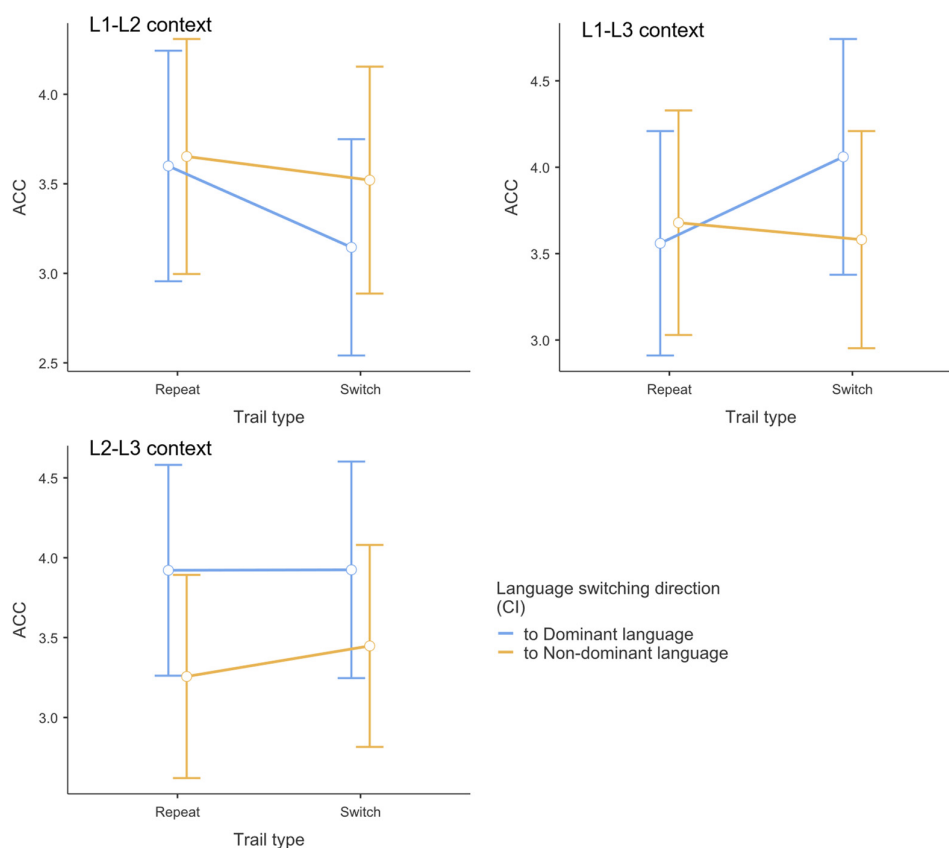 L1-L2 context
4.0
3.5
3.0
2.5
ACC
Repeat
Switch
Trail type
L1-L3 context
4.5
4.0
3.5
3.0
ACC
Repeat
Switch
Trail type
L2-L3 context
4.5
4.0
3.5
3.0
ACC
Repeat
Switch
Trail type
Language switching direction
(CI)
to Dominant language
to Non-dominant language